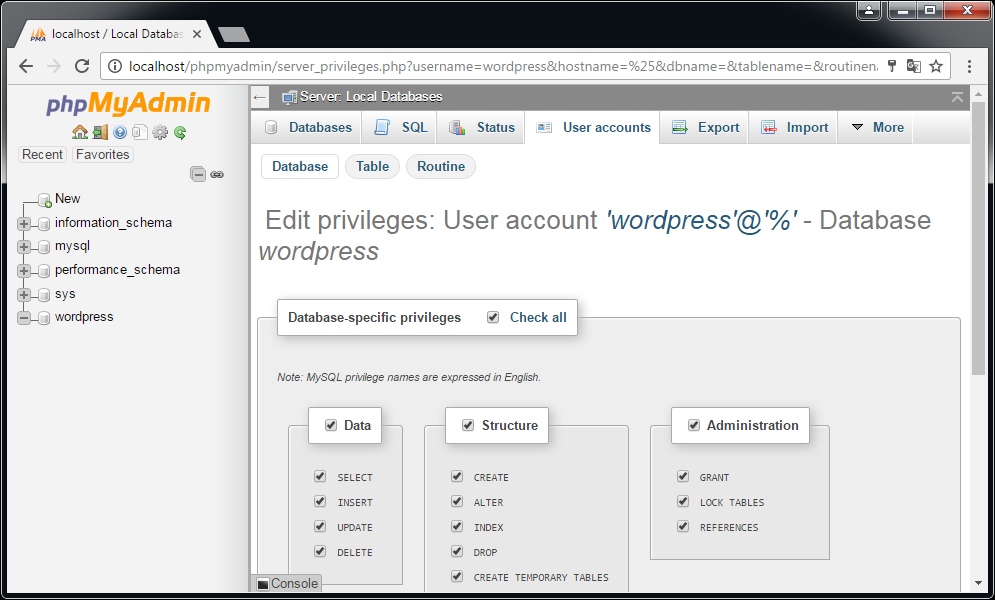 localhost / Local Databas
localhost/phpmyadmin/server_privileges.php?username=wordpress&hostname=%25&dbname=&tablename=&routinena
phpMyAdmin
Recent Favorites
New
information_schema
mysql
performance_schema
sys
wordpress
Server: Local Databases
Databases SQL Status User accounts Export Import More
Database Table Routine
Edit privileges: User account 'wordpress'@'%' - Database
wordpress
Database-specific privileges Check all
Note: MySQL privilege names are expressed in English.
Data
SELECT
INSERT
UPDATE
DELETE
Structure
CREATE
ALTER
INDEX
DROP
CREATE TEMPORARY TABLES
Administration
GRANT
LOCK TABLES
REFERENCES
Console